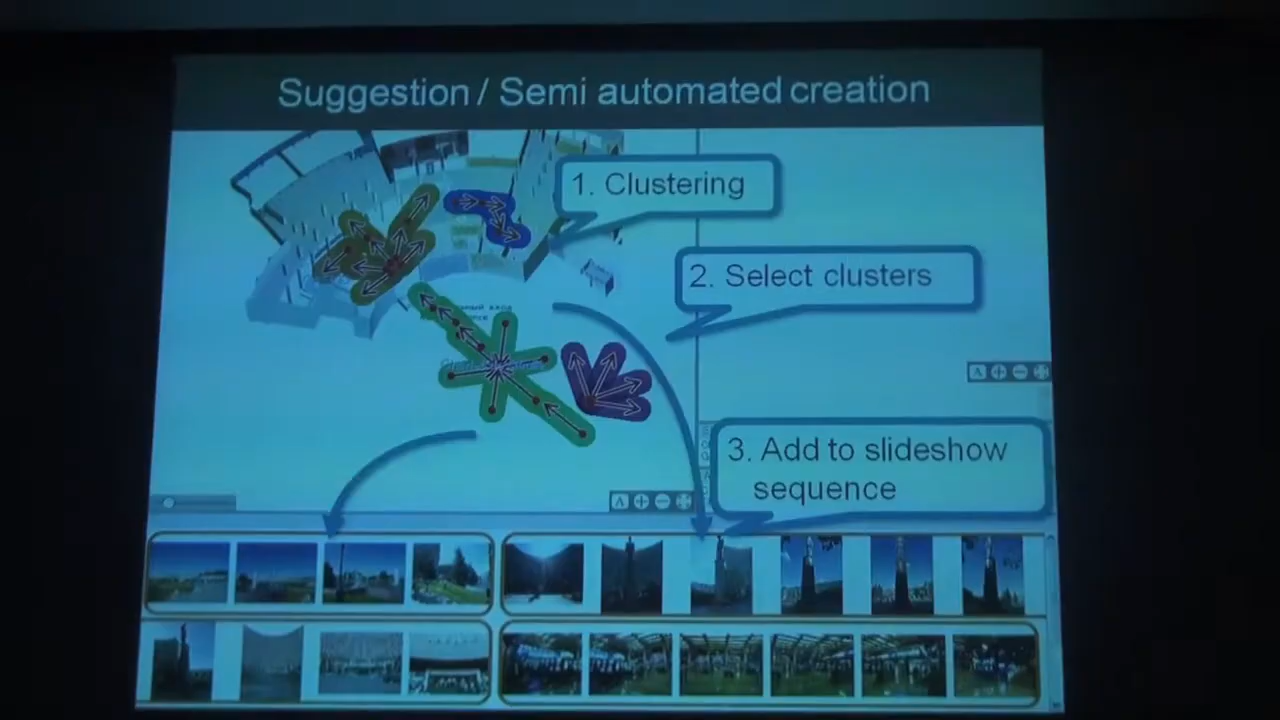 Suggestion / Semi automated creation
1. Clustering
2. Select clusters
3. Add to slideshow
sequence
A
A